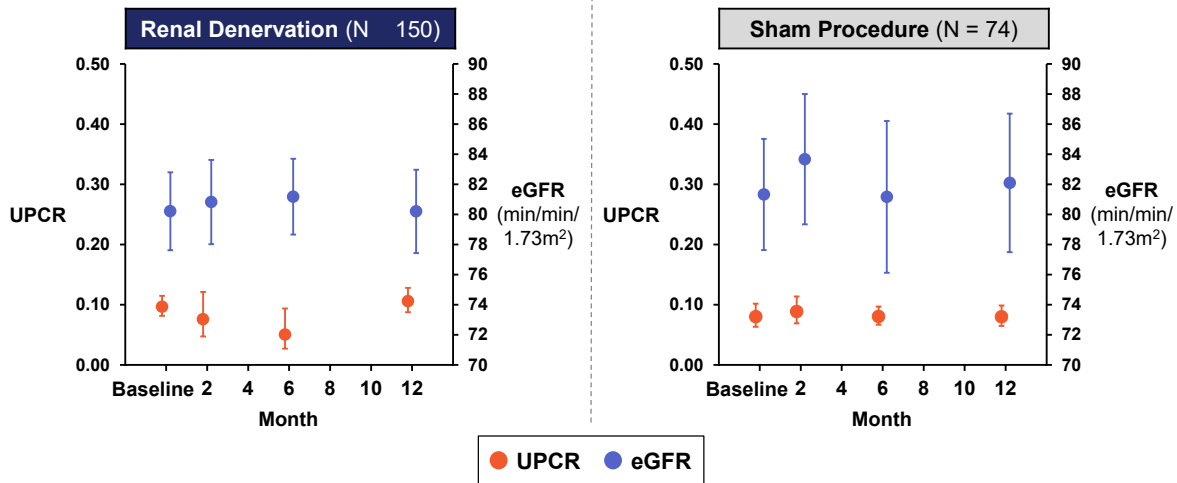 Renal Denervation (N 150)
0.50
0.40
0.30
0.20
0.10
0.00
UPCR
90
88
86
84
82
80
78
76
74
72
70
eGFR
(min/min/
1.73m²)
Baseline 2 4 6 8 10 12
Month
Sham Procedure (N = 74)
0.50
0.40
0.30
0.20
0.10
0.00
UPCR
90
88
86
84
82
80
78
76
74
72
70
eGFR
(min/min/
1.73m²)
Baseline 2 4 6 8 10 12
Month
UPCR eGFR